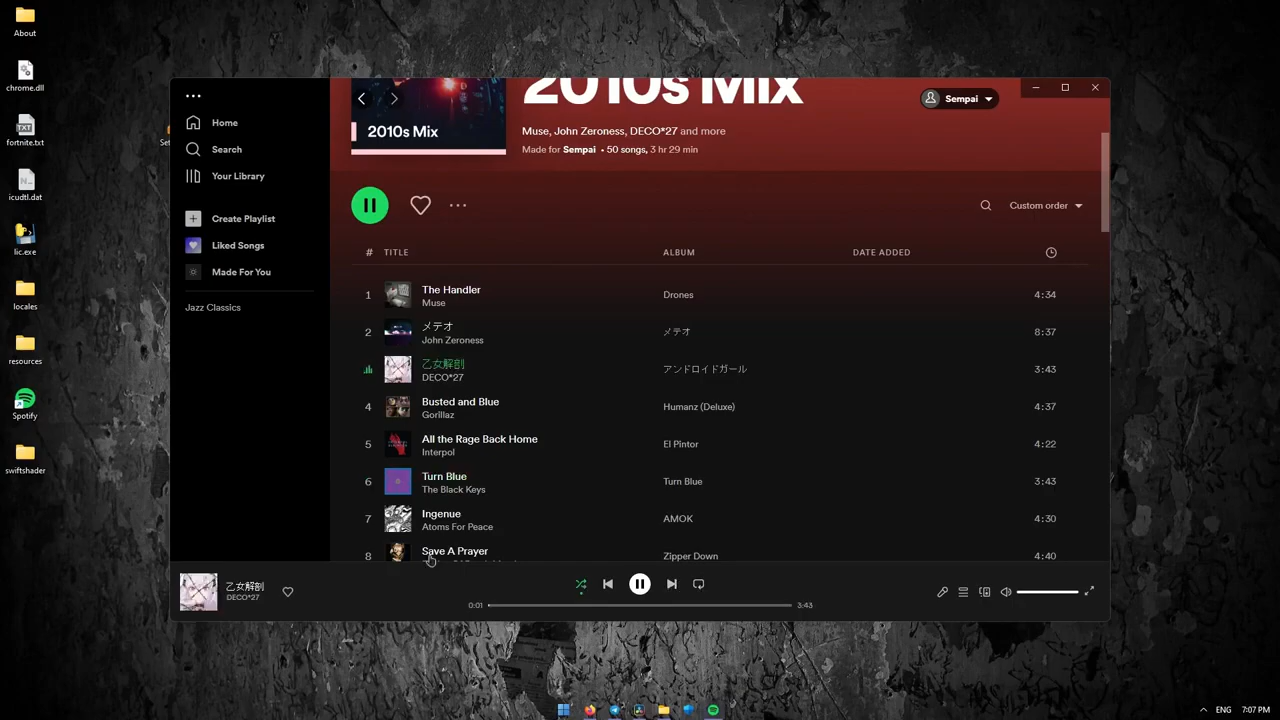 About
chrome.dll
fortnite.txt
TXT
icudtl.dat
lic.exe
locales
resources
Spotify
swiftshader
Home
Search
Your Library
Create Playlist
Liked Songs
Made For You
Jazz Classics
2010s Mix
2010s Mix
Muse, John Zeroness, DECO*27 and more
Made for Sempai • 50 songs, 3 hr 29 min
Sempai
Custom order
# TITLE ALBUM DATE ADDED
1 The Handler Drones 4:34
Muse
2 メテオ メテオ 8:37
John Zeroness
乙女解剖 アンドロイドガール 3:43
DECO*27
4 Busted and Blue Humanz (Deluxe) 4:37
Gorillaz
5 All the Rage Back Home El Pintor 4:22
Interpol
6 Turn Blue Turn Blue 3:43
The Black Keys
7 Ingenue AMOK 4:30
Atoms For Peace
8 Save A Prayer Zipper Down 4:40
乙女解剖
DECO*27
0:01 3:43
ENG 7:07 PM